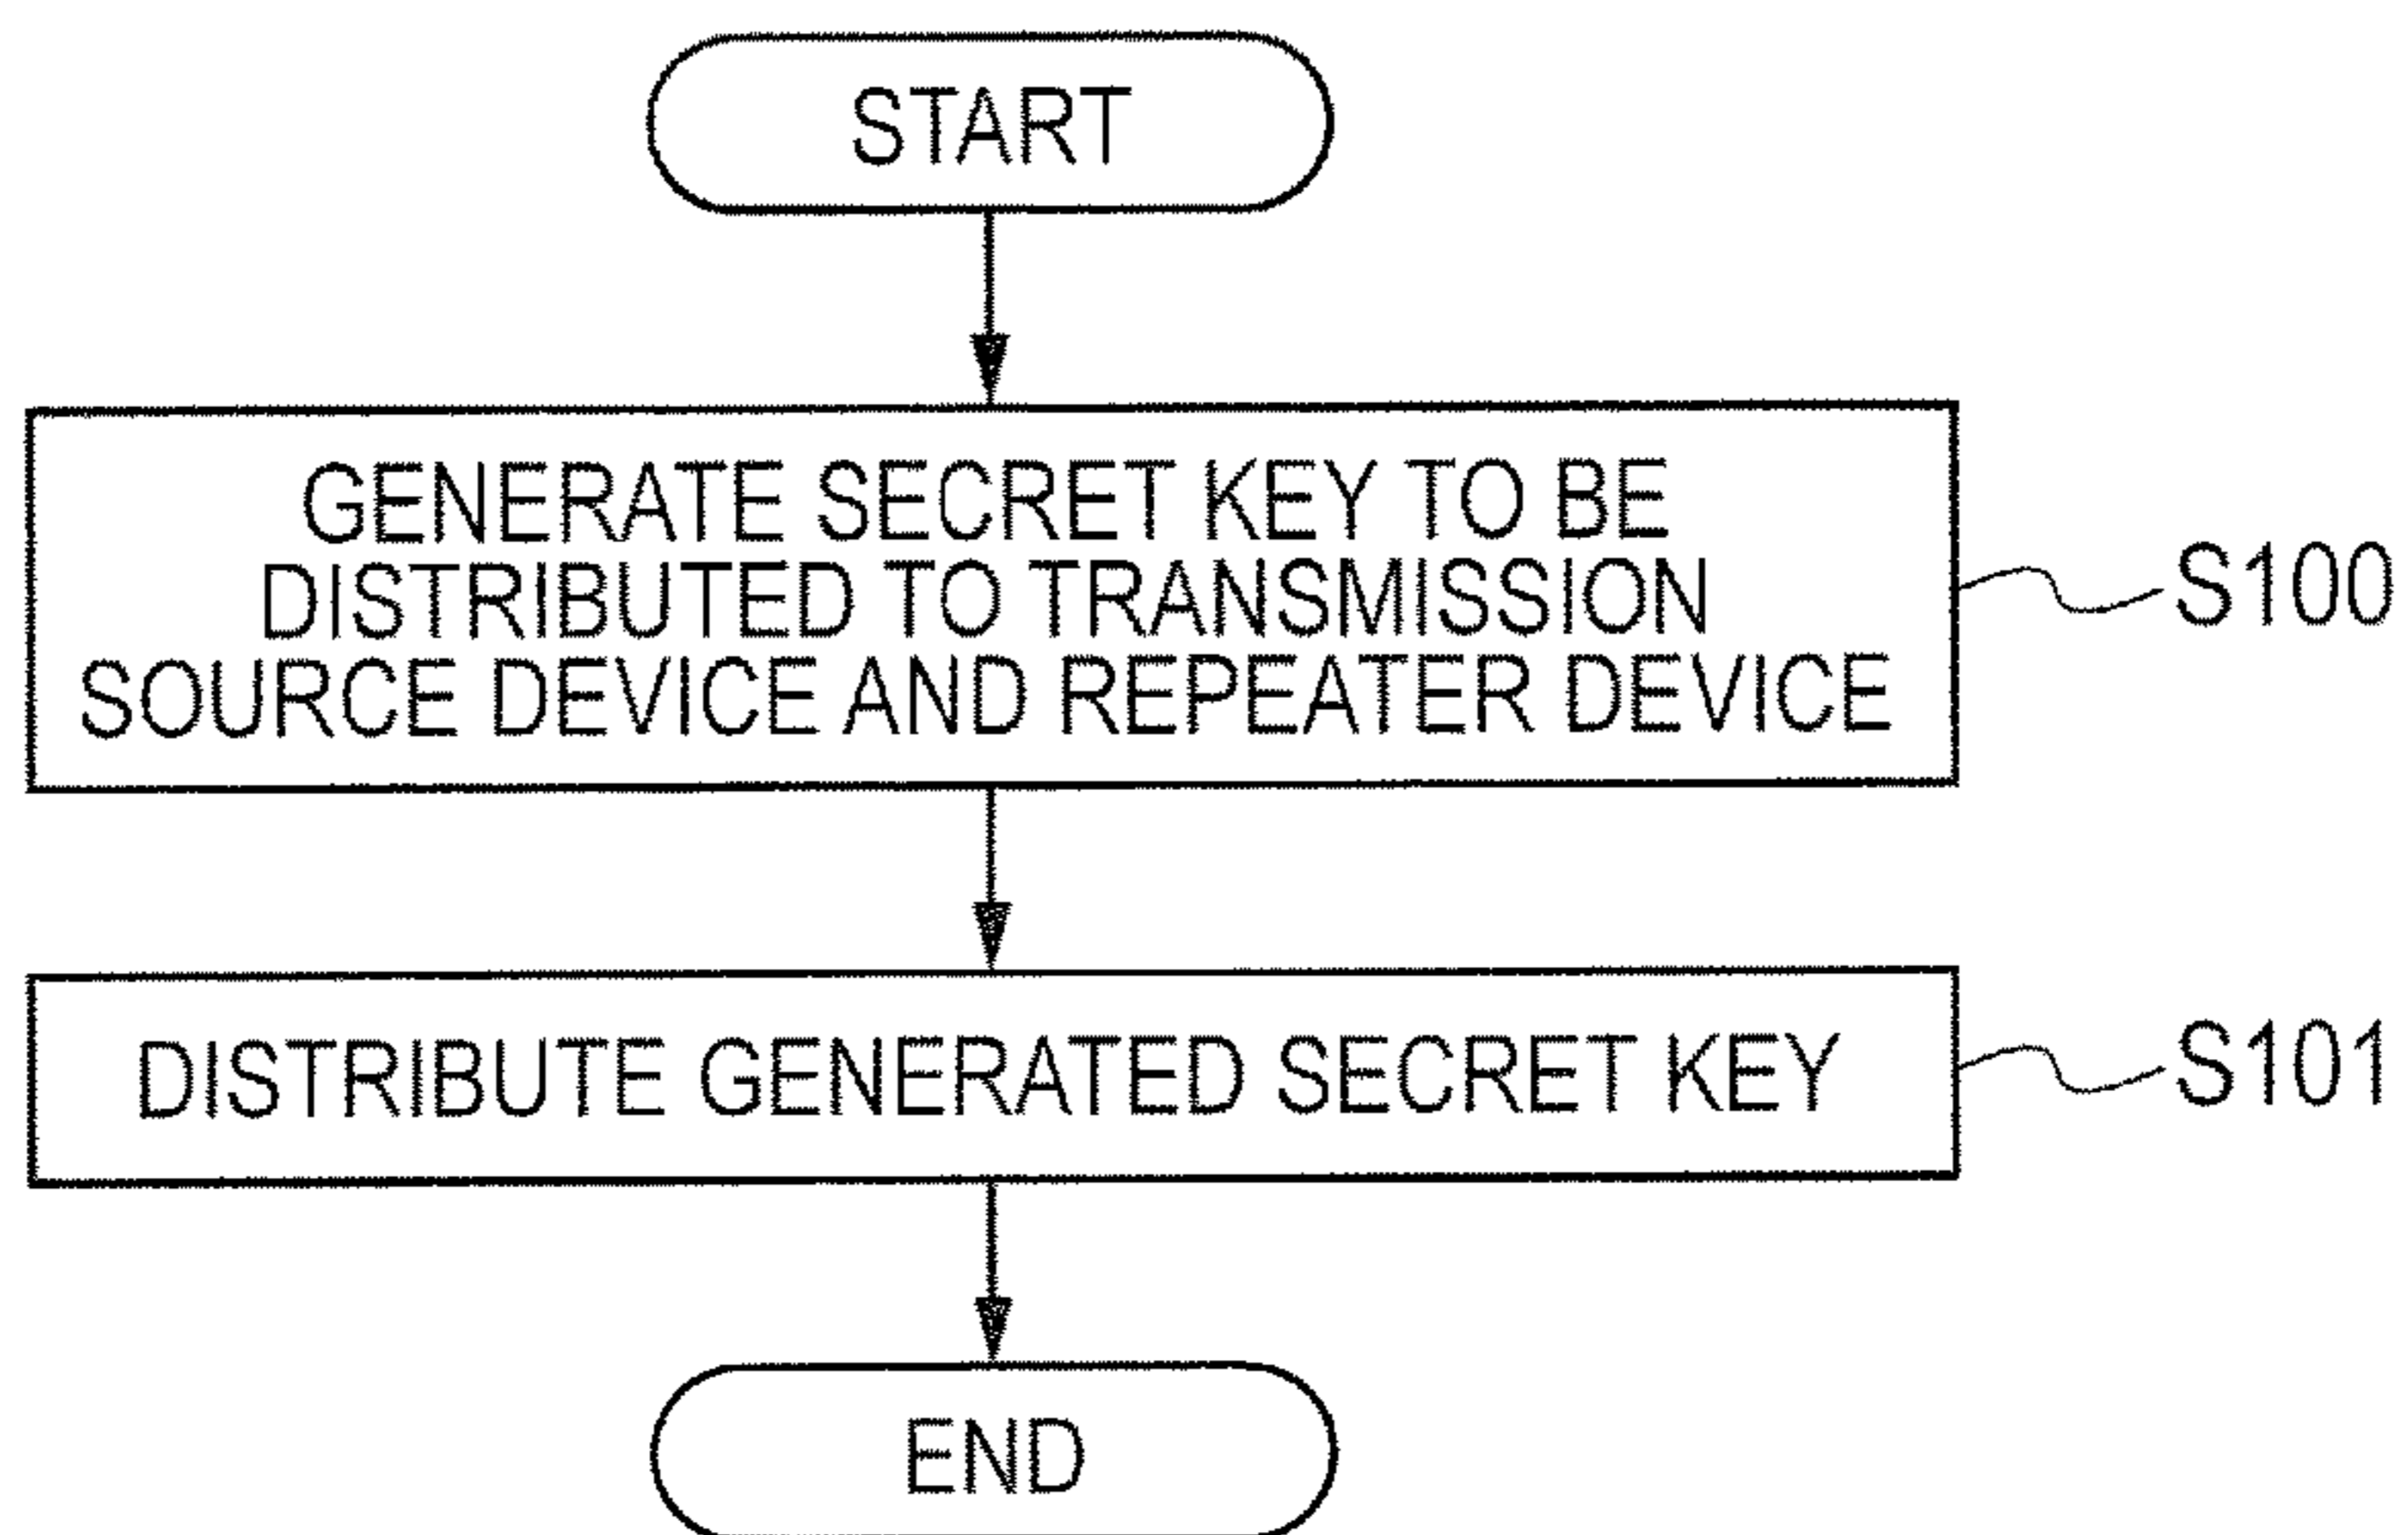 START
GENERATE SECRET KEY TO BE
DISTRIBUTED TO TRANSMISSION
SOURCE DEVICE AND REPEATER DEVICE
S100
DISTRIBUTE GENERATED SECRET KEY
S101
END